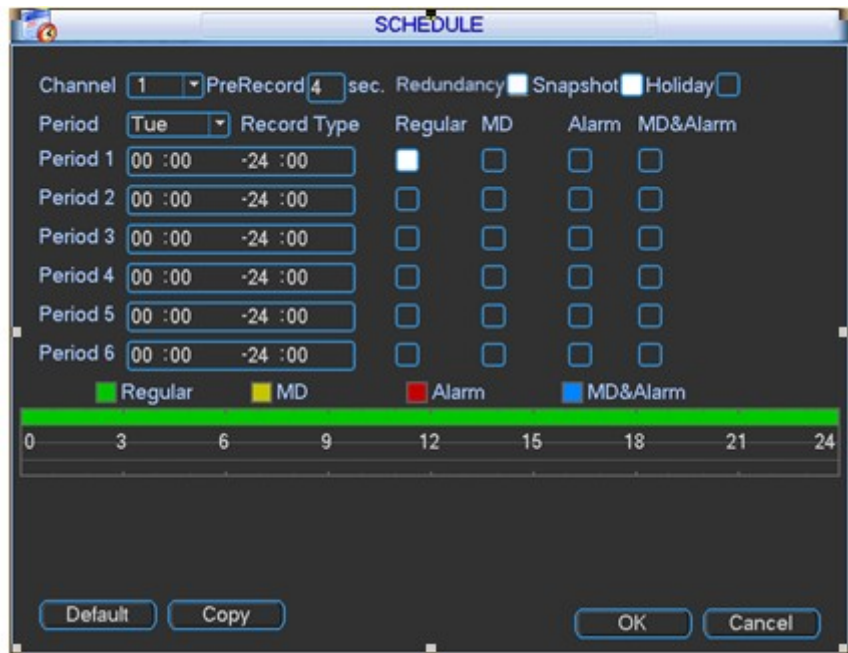 SCHEDULE
Channel 1 PreRecord 4 sec. Redundancy Snapshot Holiday
Period Tue Record Type Regular MD Alarm MD&Alarm
Period 1 00 :00 -24 :00
Period 2 00 :00 -24 :00
Period 3 00 :00 -24 :00
Period 4 00 :00 -24 :00
Period 5 00 :00 -24 :00
Period 6 00 :00 -24 :00
Regular MD Alarm MD&Alarm
0 3 6 9 12 15 18 21 24
Default Copy OK Cancel